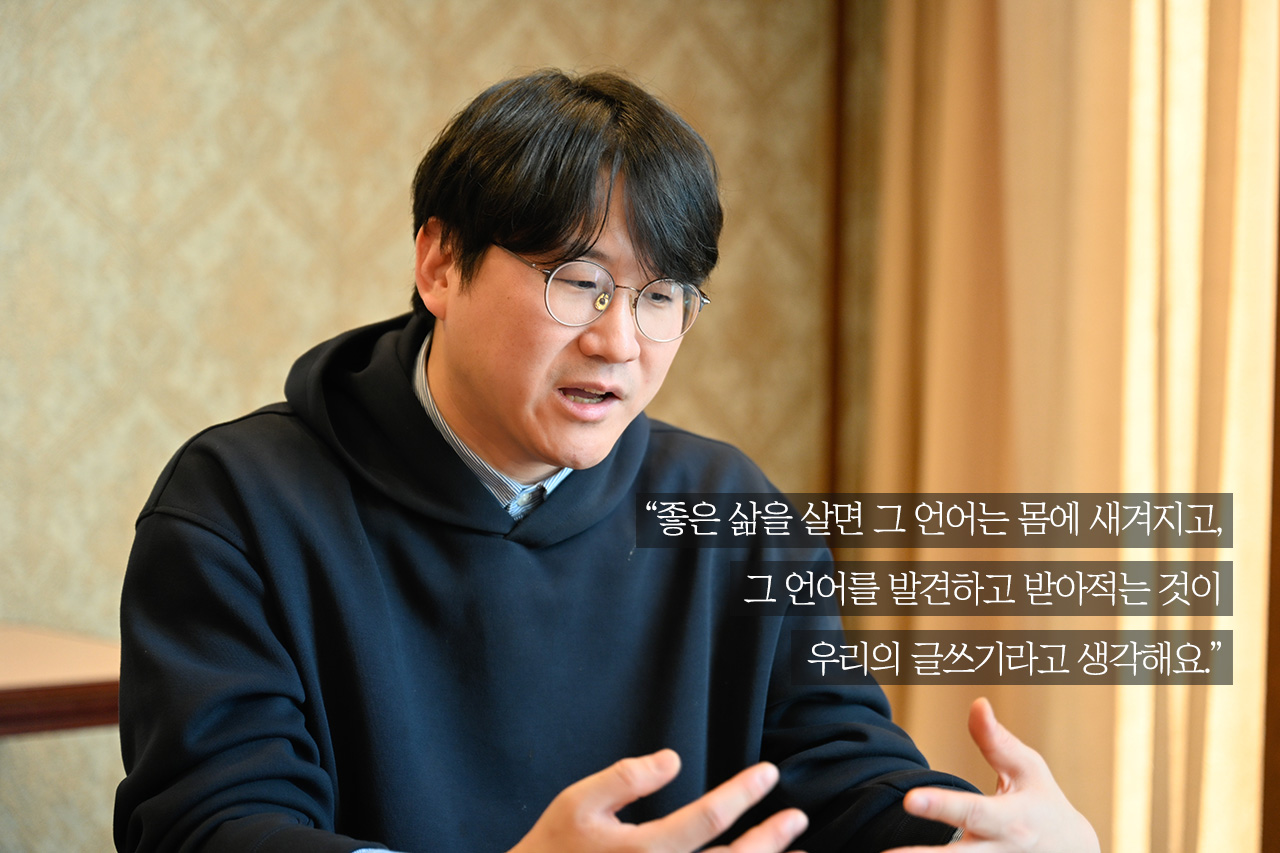 “좋은 삶을 살면 그 언어는 몸에 새겨지고,
그 언어를 발견하고 받아적는 것이
우리의 글쓰기라고 생각해요.”